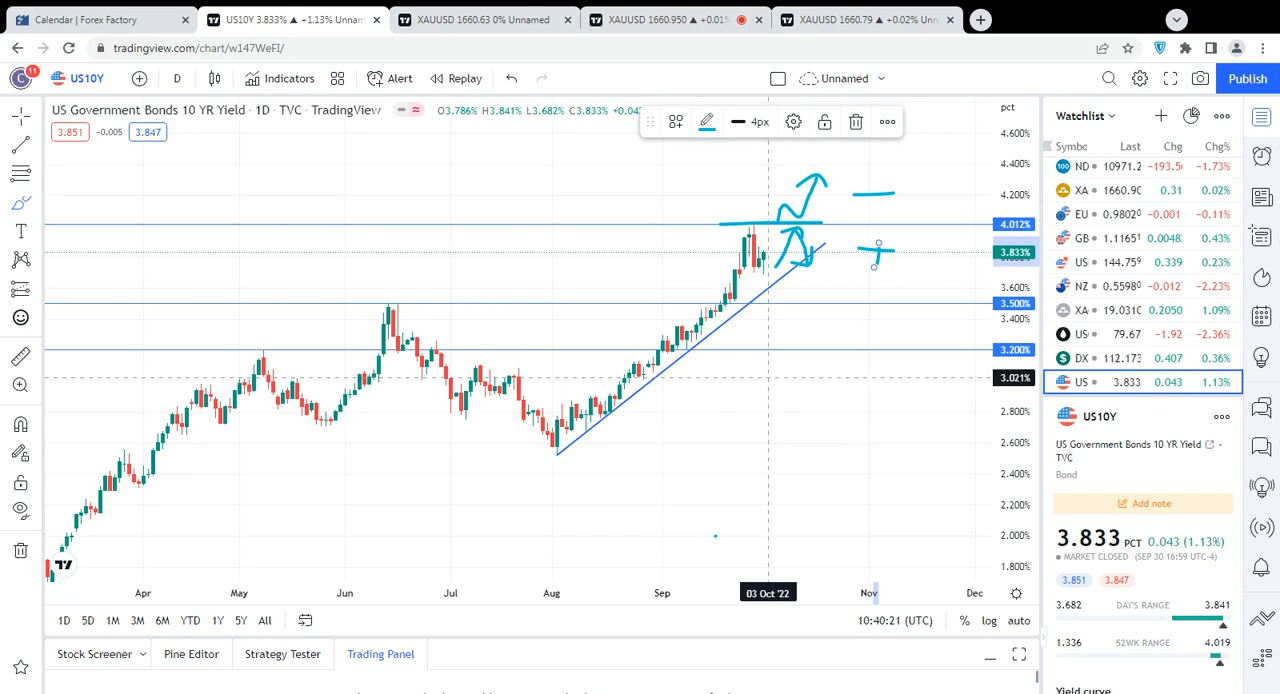 Calendar | Forex Factory
US10Y 3.833% ▲ +1.13% Unnam
XAUUSD 1660.63 0% Unnamed
XAUUSD 1660.950 ▲ +0.01%
XAUUSD 1660.79 ▲ +0.02% Unn
tradingview.com/chart/w147WeFI/
C 11 US10Y D Indicators Alert Replay Unnamed Publish
US Government Bonds 10 YR Yield · 1D · TVC · TradingView O3.786% H3.841% L3.682% C3.833%
3.851 −0.005 3.847
4px
pct
4.600%
4.400%
4.200%
4.012%
3.833%
3.600%
3.500%
3.400%
3.200%
3.021%
2.800%
2.600%
2.400%
2.200%
2.000%
1.800%
Apr May Jun Jul Aug Sep 03 Oct '22 Nov Dec
1D 5D 1M 3M 6M YTD 1Y 5Y All 10:40:21 (UTC) % log auto
Stock Screener Pine Editor Strategy Tester Trading Panel
Watchlist
Symbo Last Chg Chg%
ND 10971.2 −193.5 −1.73%
XA 1660.90 0.31 0.02%
EU 0.9802 −0.001 −0.11%
GB 1.1165 0.0048 0.43%
US 144.75 0.339 0.23%
NZ 0.5598 −0.012 −2.23%
XA 19.031 0.2050 1.09%
US 79.67 −1.92 −2.36%
DX 112.173 0.407 0.36%
US 3.833 0.043 1.13%
US10Y
US Government Bonds 10 YR Yield
TVC
Bond
Add note
3.833 PCT 0.043 (1.13%)
MARKET CLOSED (SEP 30 16:59 UTC-4)
3.851 3.847
3.682 DAY'S RANGE 3.841
1.336 52WK RANGE 4.019
Yield curve